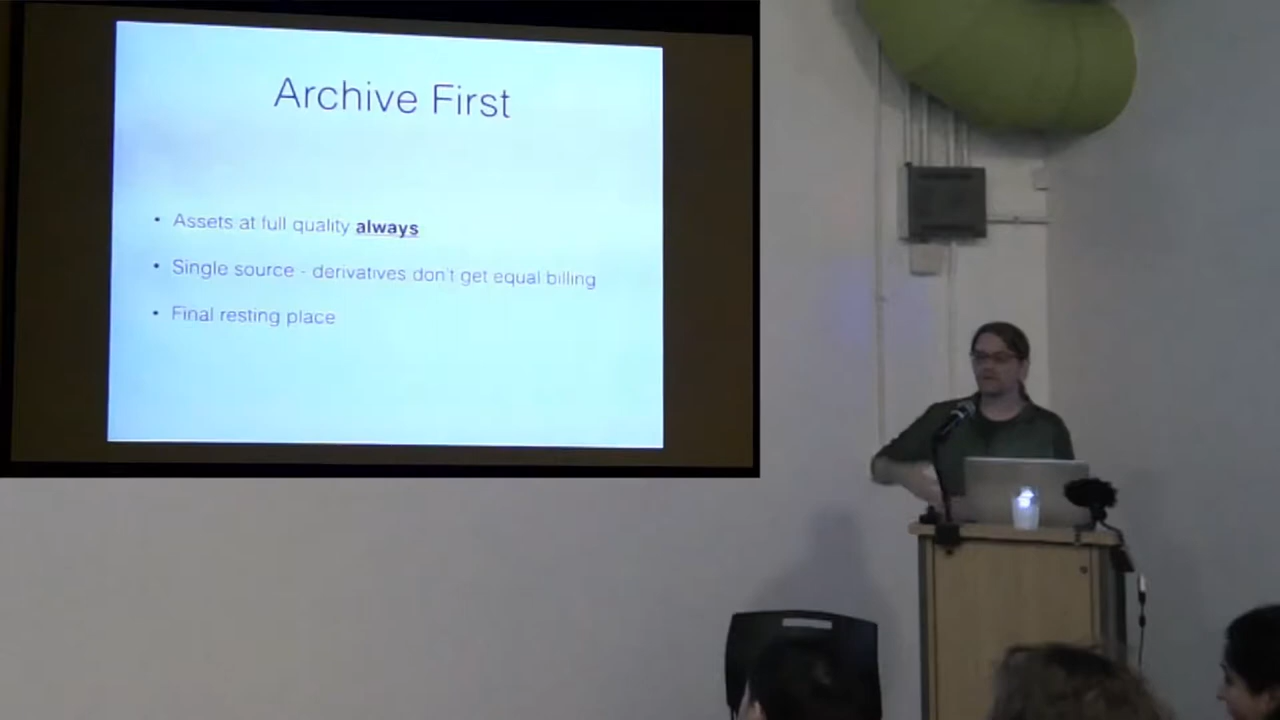 Archive First
• Assets at full quality always
• Single source - derivatives don't get equal billing
• Final resting place